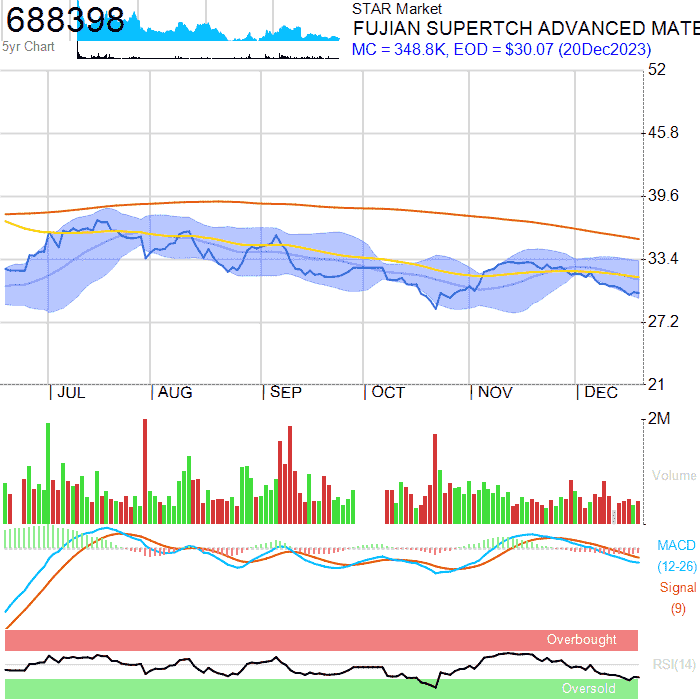 688398
5yr Chart
STAR Market
FUJIAN SUPERTCH ADVANCED MATE
MC = 348.8K, EOD = $30.07 (20Dec2023)
52
45.8
39.6
33.4
27.2
21
JUL AUG SEP OCT NOV DEC
2M
Volume
MACD
(12-26)
Signal
(9)
Overbought
RSI(14)
Oversold